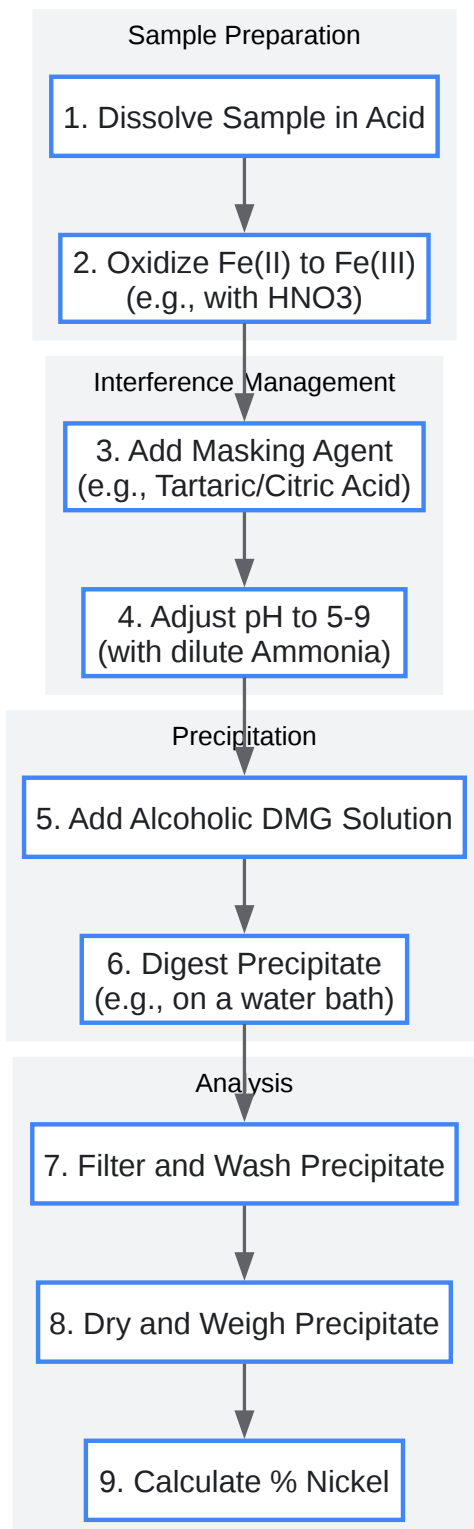 Sample Preparation
1. Dissolve Sample in Acid
2. Oxidize Fe(II) to Fe(III)
(e.g., with HNO3)
Interference Management
3. Add Masking Agent
(e.g., Tartaric/Citric Acid)
4. Adjust pH to 5-9
(with dilute Ammonia)
Precipitation
5. Add Alcoholic DMG Solution
6. Digest Precipitate
(e.g., on a water bath)
Analysis
7. Filter and Wash Precipitate
8. Dry and Weigh Precipitate
9. Calculate % Nickel